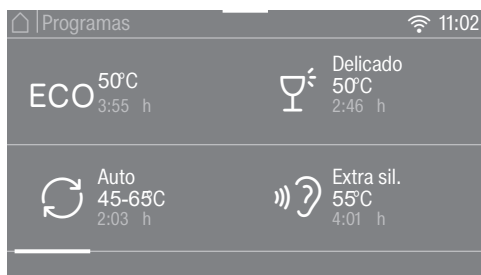 Programas 11:02
ECO 50°C
3:55 h
Delicado
50°C
2:46 h
Auto
45-65°C
2:03 h
Extra sil.
55°C
4:01 h